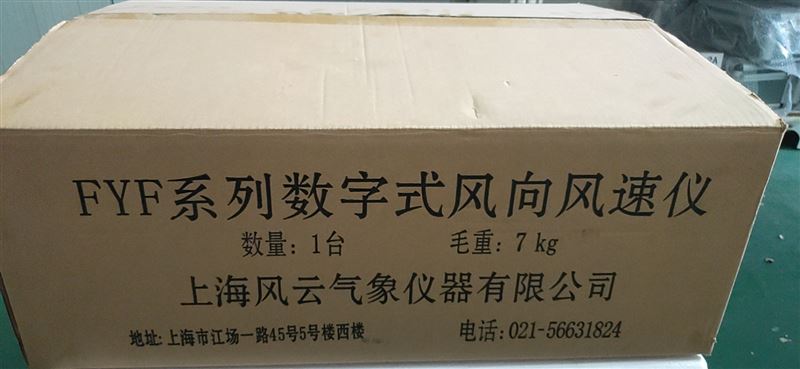 FYF系列数字式风向风速仪
数量: 1台 毛重: 7 kg
上海风云气象仪器有限公司
地址: 上海市江场一路45号5号楼西楼 电话: 021-56631824